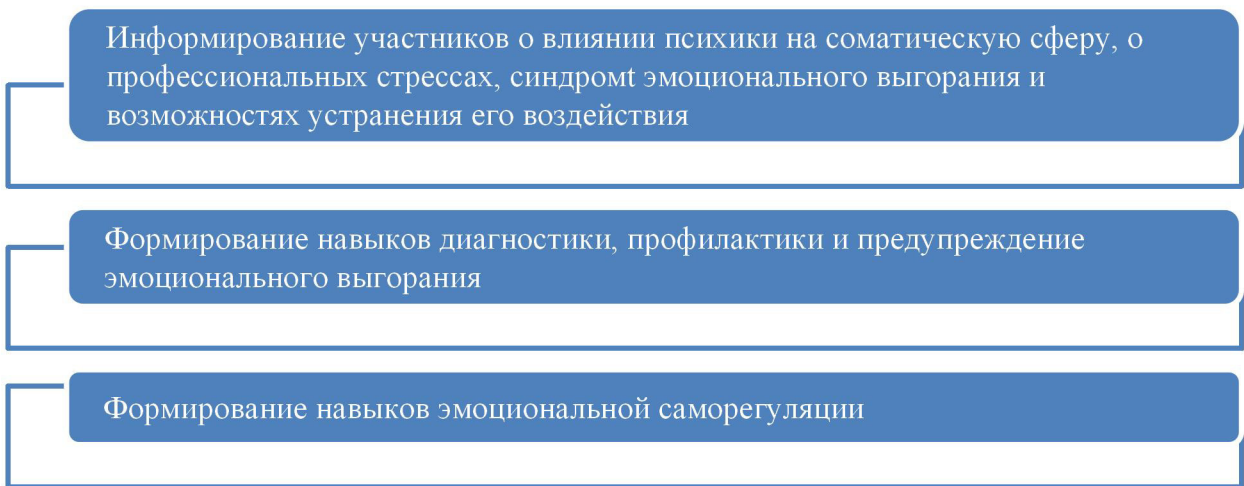 Информирование участников о влиянии психики на соматическую сферу, о
профессиональных стрессах, синдромt эмоционального выгорания и
возможностях устранения его воздействия
Формирование навыков диагностики, профилактики и предупреждение
эмоционального выгорания
Формирование навыков эмоциональной саморегуляции